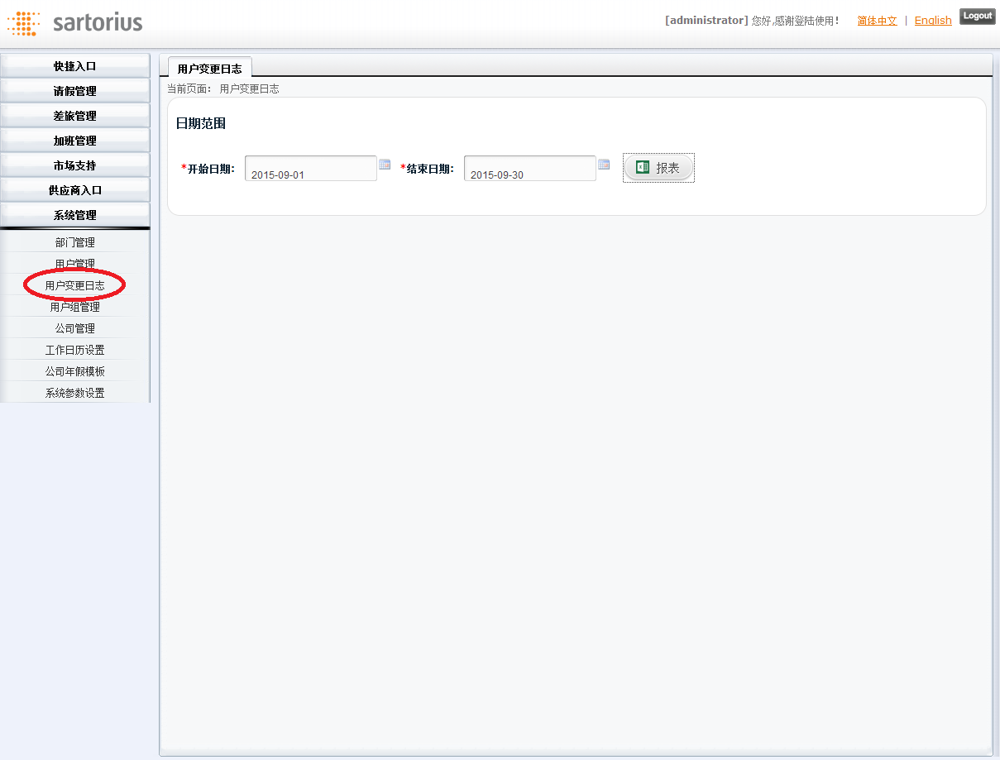 sartorius
[administrator] 您好,感谢登陆使用! 简体中文 | English Logout
快捷入口
请假管理
差旅管理
加班管理
市场支持
供应商入口
系统管理
部门管理
用户管理
用户变更日志
用户组管理
公司管理
工作日历设置
公司年假模板
系统参数设置
用户变更日志
当前页面： 用户变更日志
日期范围
*开始日期: 2015-09-01 *结束日期: 2015-09-30 报表